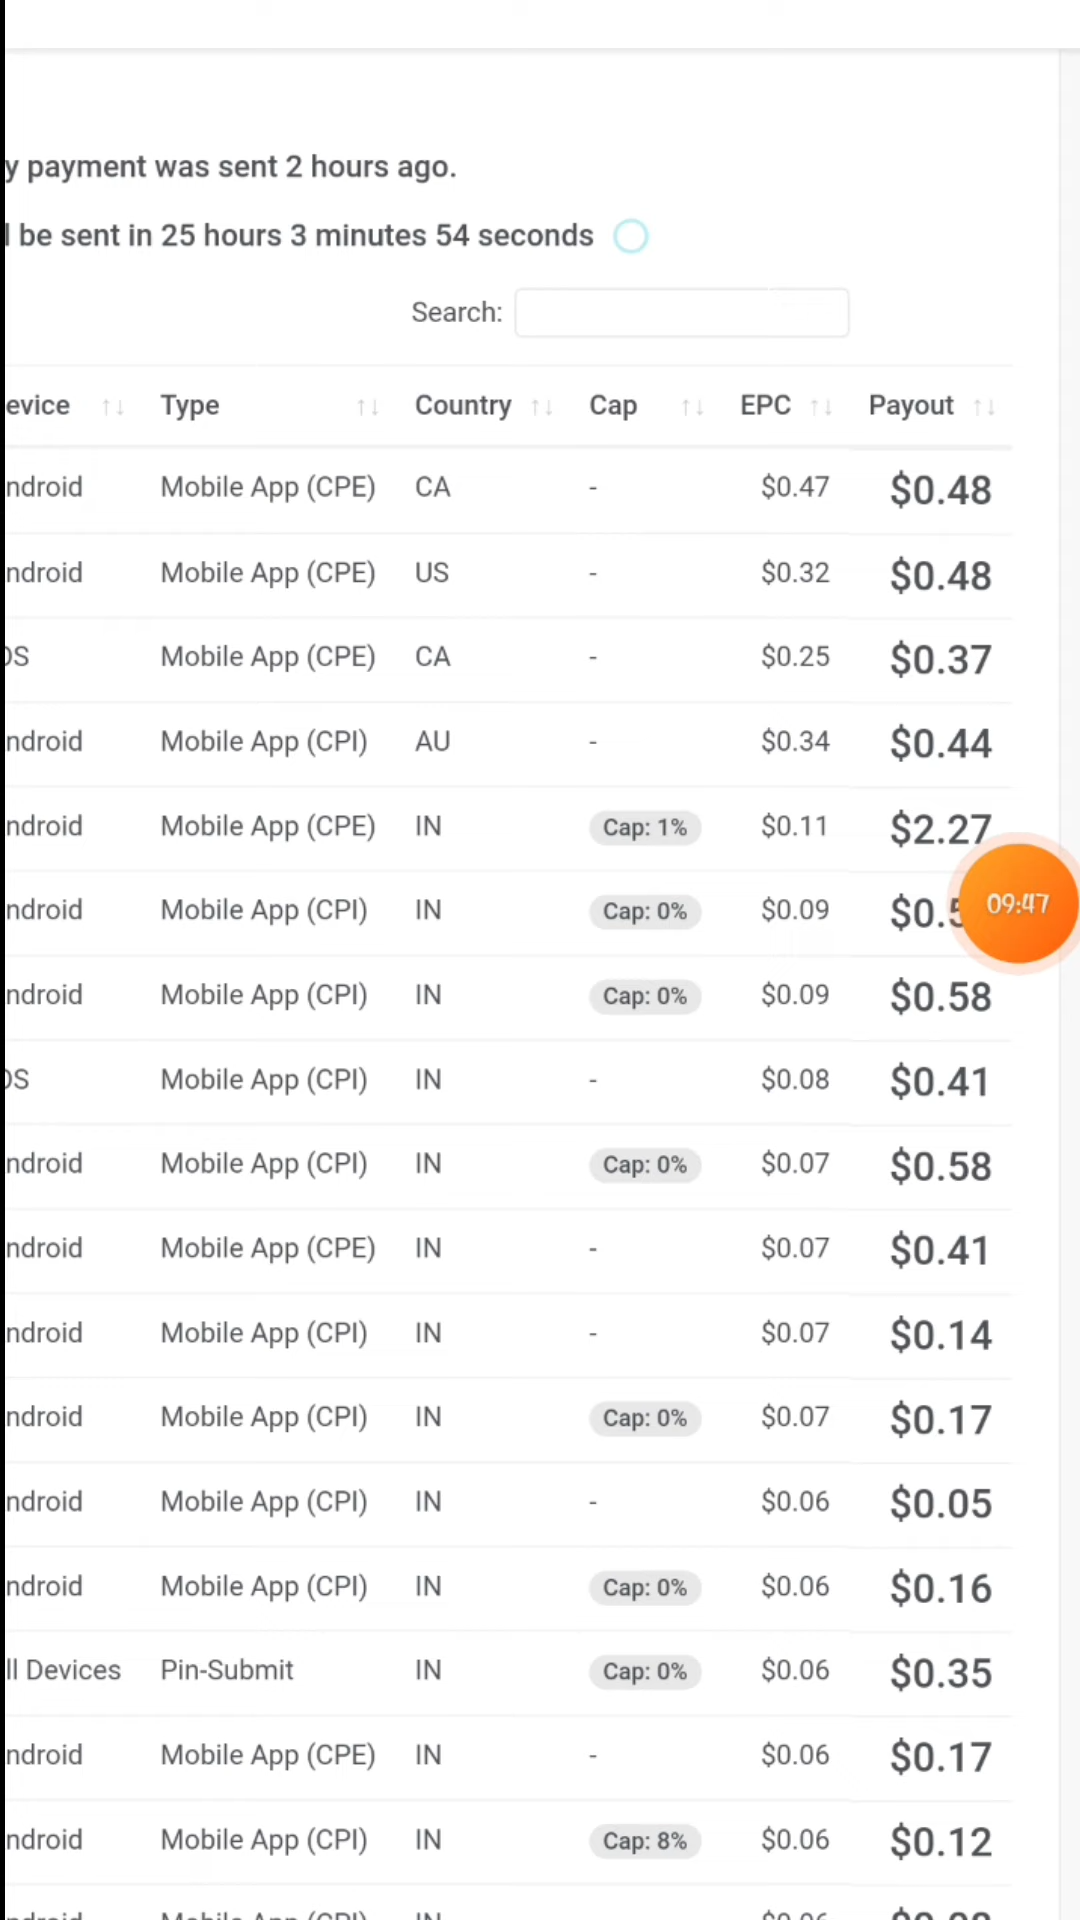 y payment was sent 2 hours ago.
l be sent in 25 hours 3 minutes 54 seconds
Search:
evice Type Country Cap EPC Payout
ndroid Mobile App (CPE) CA - $0.47 $0.48
ndroid Mobile App (CPE) US - $0.32 $0.48
OS Mobile App (CPE) CA - $0.25 $0.37
ndroid Mobile App (CPI) AU - $0.34 $0.44
ndroid Mobile App (CPE) IN Cap: 1% $0.11 $2.27
ndroid Mobile App (CPI) IN Cap: 0% $0.09 $0.5
09:47
ndroid Mobile App (CPI) IN Cap: 0% $0.09 $0.58
OS Mobile App (CPI) IN - $0.08 $0.41
ndroid Mobile App (CPI) IN Cap: 0% $0.07 $0.58
ndroid Mobile App (CPE) IN - $0.07 $0.41
ndroid Mobile App (CPI) IN - $0.07 $0.14
ndroid Mobile App (CPI) IN Cap: 0% $0.07 $0.17
ndroid Mobile App (CPI) IN - $0.06 $0.05
ndroid Mobile App (CPI) IN Cap: 0% $0.06 $0.16
ll Devices Pin-Submit IN Cap: 0% $0.06 $0.35
ndroid Mobile App (CPE) IN - $0.06 $0.17
ndroid Mobile App (CPI) IN Cap: 8% $0.06 $0.12